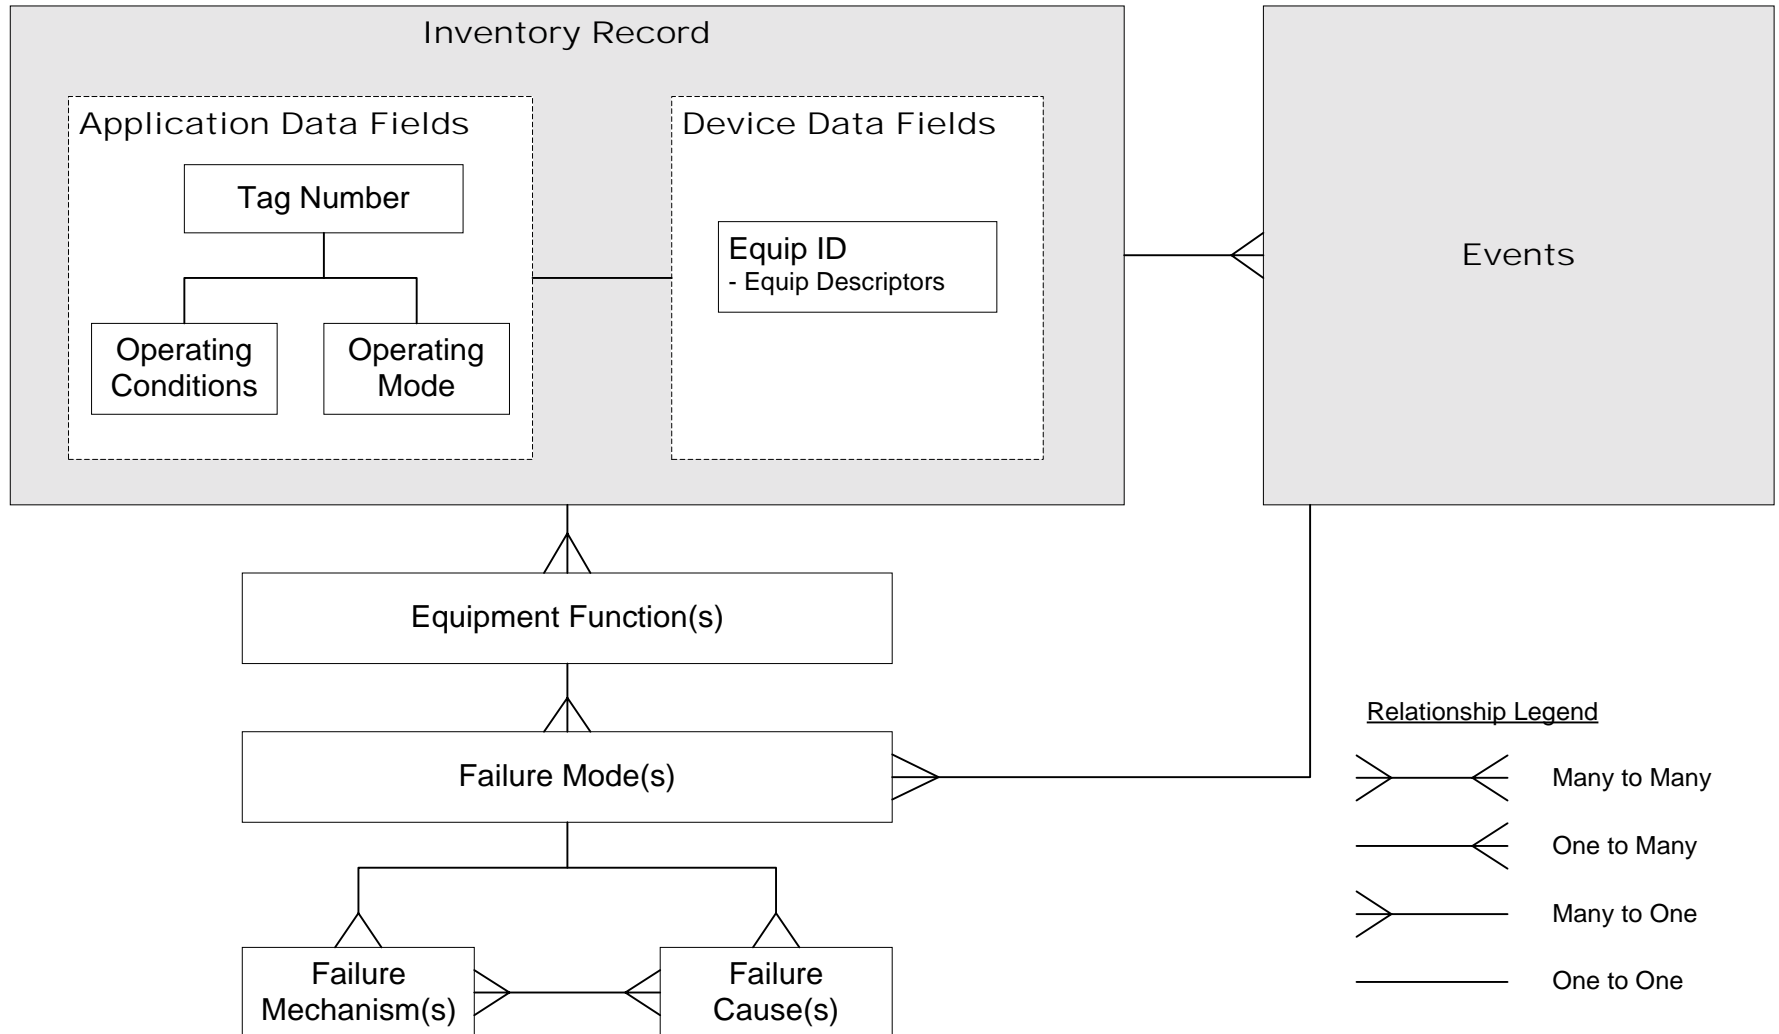 Inventory Record
Application Data Fields
Tag Number
Operating
Conditions
Operating
Mode
Device Data Fields
Equip ID
- Equip Descriptors
Events
Equipment Function(s)
Failure Mode(s)
Failure
Mechanism(s)
Failure
Cause(s)
Relationship Legend
Many to Many
One to Many
Many to One
One to One